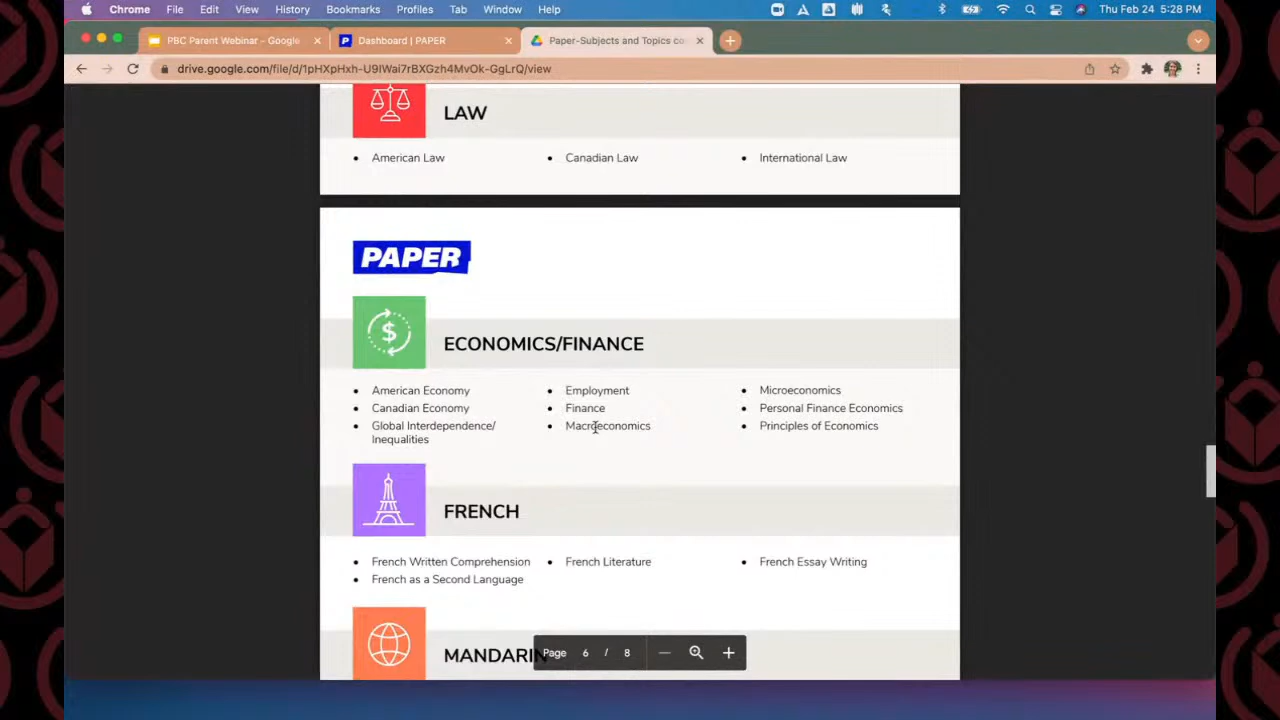 Chrome File Edit View History Bookmarks Profiles Tab Window Help Thu Feb 24 5:28 PM
PBC Parent Webinar - Google Dashboard | PAPER Paper-Subjects and Topics co
drive.google.com/file/d/1pHXpHxh-U9IWai7rBXGzh4MvOk-GgLrQ/view
LAW
• American Law • Canadian Law • International Law
PAPER
$
ECONOMICS/FINANCE
• American Economy • Employment • Microeconomics
• Canadian Economy • Finance • Personal Finance Economics
• Global Interdependence/ • Macroeconomics • Principles of Economics
Inequalities
FRENCH
• French Written Comprehension • French Literature • French Essay Writing
• French as a Second Language
MANDARIN
Page 6 / 8